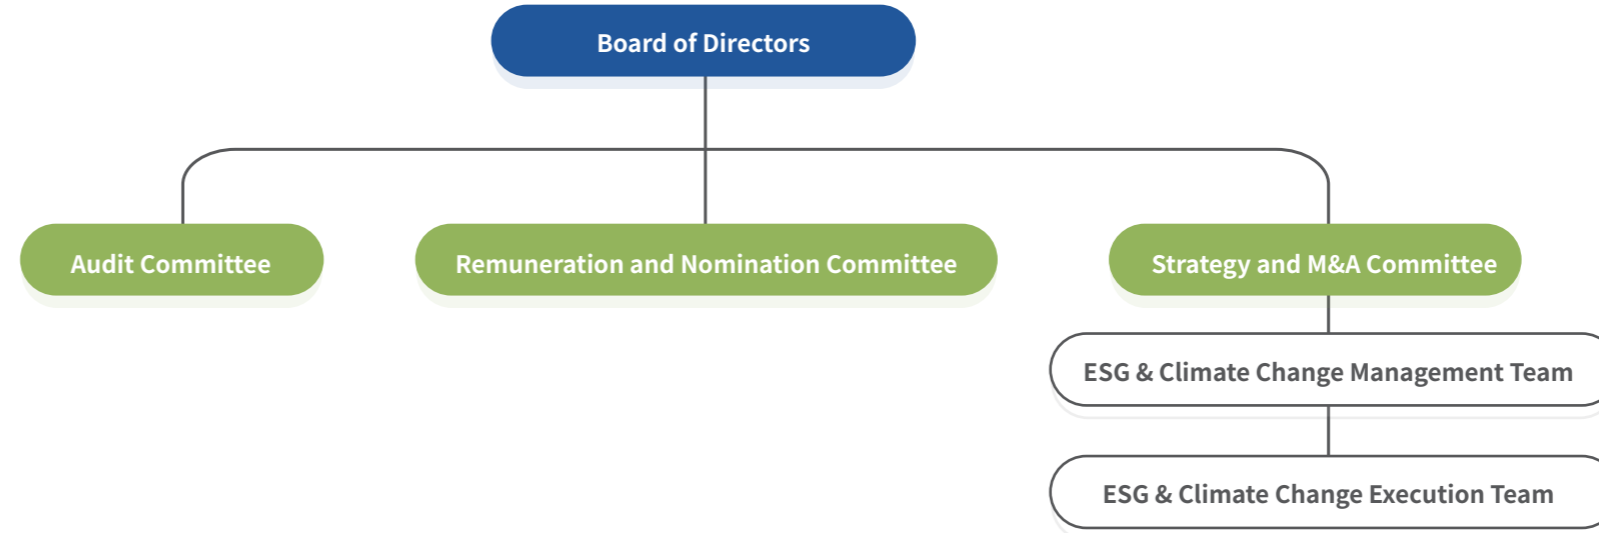 Board of Directors
Audit Committee
Remuneration and Nomination Committee
Strategy and M&A Committee
ESG & Climate Change Management Team
ESG & Climate Change Execution Team